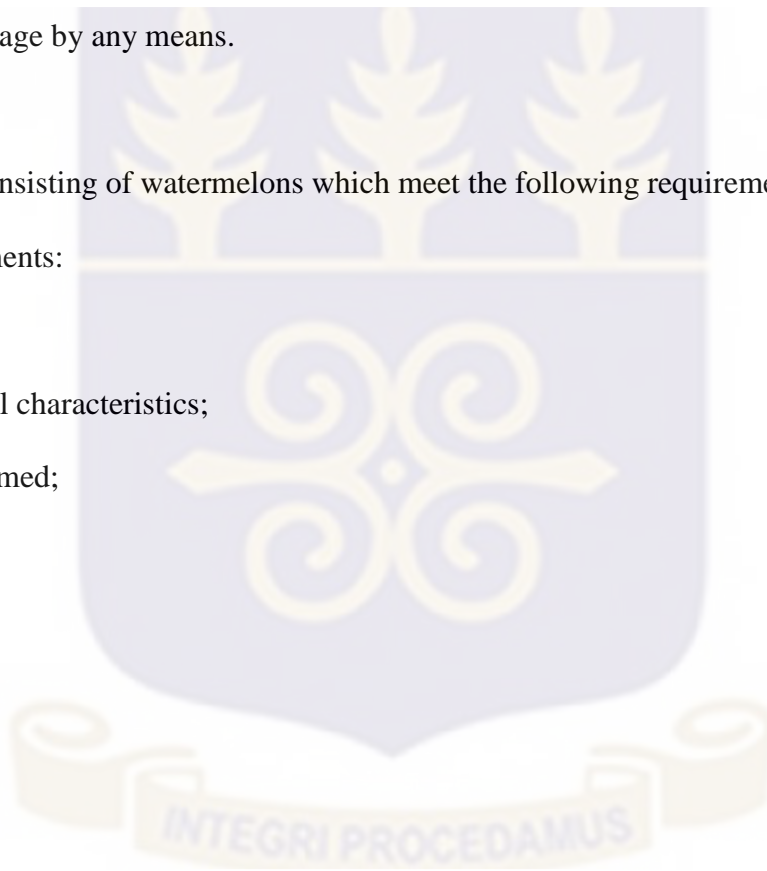 age by any means.
nsisting of watermelons which meet the following requireme
nents:
l characteristics;
med;
INTEGRI PROCEDAMUS